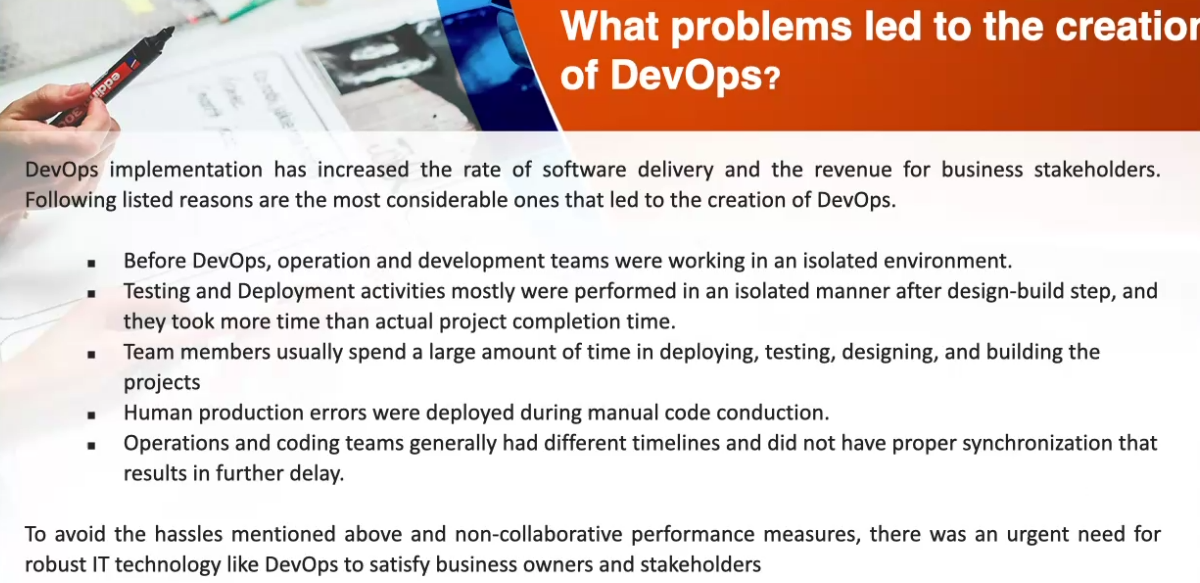 What problems led to the creation
of DevOps?
DevOps implementation has increased the rate of software delivery and the revenue for business stakeholders.
Following listed reasons are the most considerable ones that led to the creation of DevOps.
▪ Before DevOps, operation and development teams were working in an isolated environment.
▪ Testing and Deployment activities mostly were performed in an isolated manner after design-build step, and
they took more time than actual project completion time.
▪ Team members usually spend a large amount of time in deploying, testing, designing, and building the
projects
▪ Human production errors were deployed during manual code conduction.
▪ Operations and coding teams generally had different timelines and did not have proper synchronization that
results in further delay.
To avoid the hassles mentioned above and non-collaborative performance measures, there was an urgent need for
robust IT technology like DevOps to satisfy business owners and stakeholders